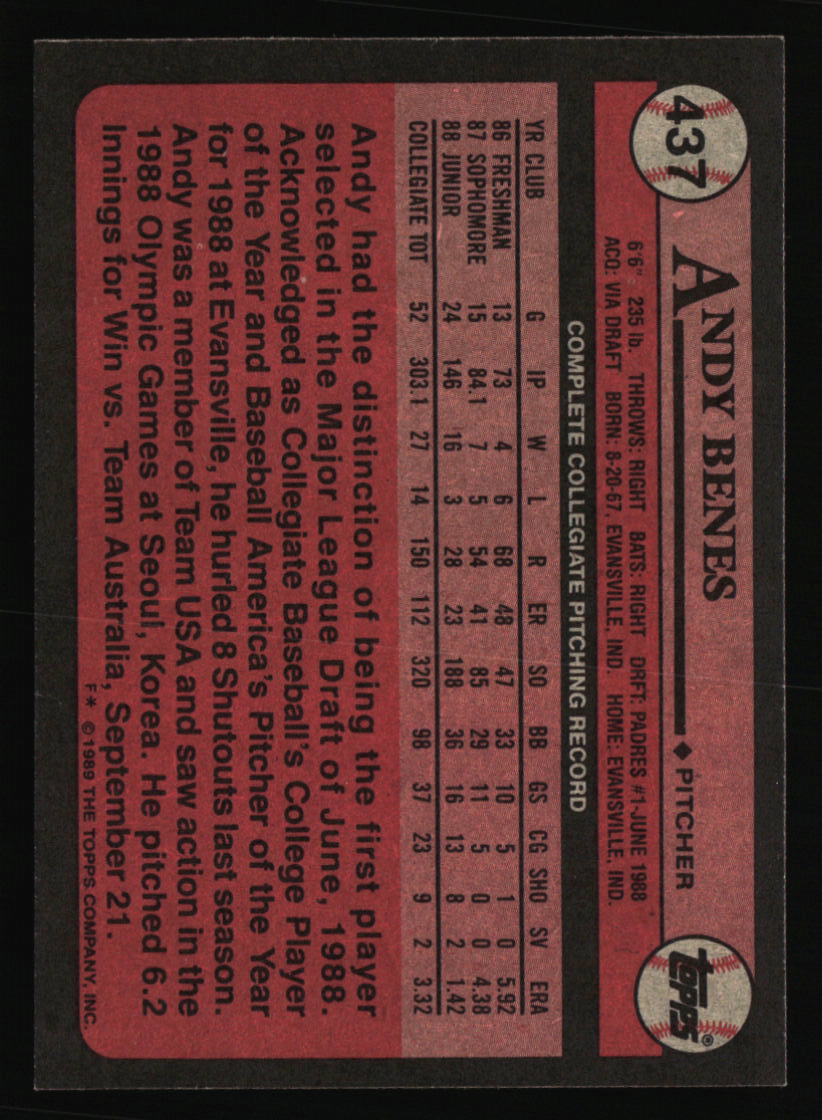 437
ANDY BENES
♦ PITCHER
topps®
6'6" 235 lb. THROWS: RIGHT BATS: RIGHT DRFT: PADRES #1-JUNE 1988
ACQ: VIA DRAFT BORN: 8-20-67, EVANSVILLE, IND. HOME: EVANSVILLE, IND.
COMPLETE COLLEGIATE PITCHING RECORD
YR CLUB G IP W L R ER SO BB GS CG SHO SV ERA
86 FRESHMAN 13 73 4 6 68 48 47 33 10 5 1 0 5.92
87 SOPHOMORE 15 84.1 7 5 54 41 85 29 11 5 0 0 4.38
88 JUNIOR 24 146 16 3 28 23 188 36 16 13 8 2 1.42
COLLEGIATE TOT 52 303.1 27 14 150 112 320 98 37 23 9 2 3.32
Andy had the distinction of being the first player
selected in the Major League Draft of June, 1988.
Acknowledged as Collegiate Baseball's College Player
of the Year and Baseball America's Pitcher of the Year
for 1988 at Evansville, he hurled 8 Shutouts last season.
Andy was a member of Team USA and saw action in the
1988 Olympic Games at Seoul, Korea. He pitched 6.2
Innings for Win vs. Team Australia, September 21.
F* ©1989 THE TOPPS COMPANY, INC.